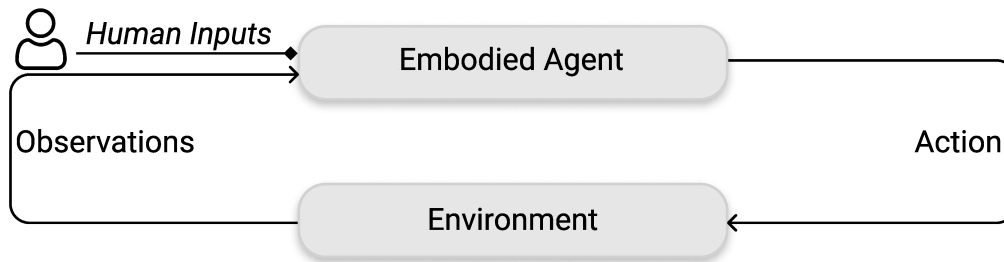 Human Inputs
Embodied Agent
Observations
Action
Environment